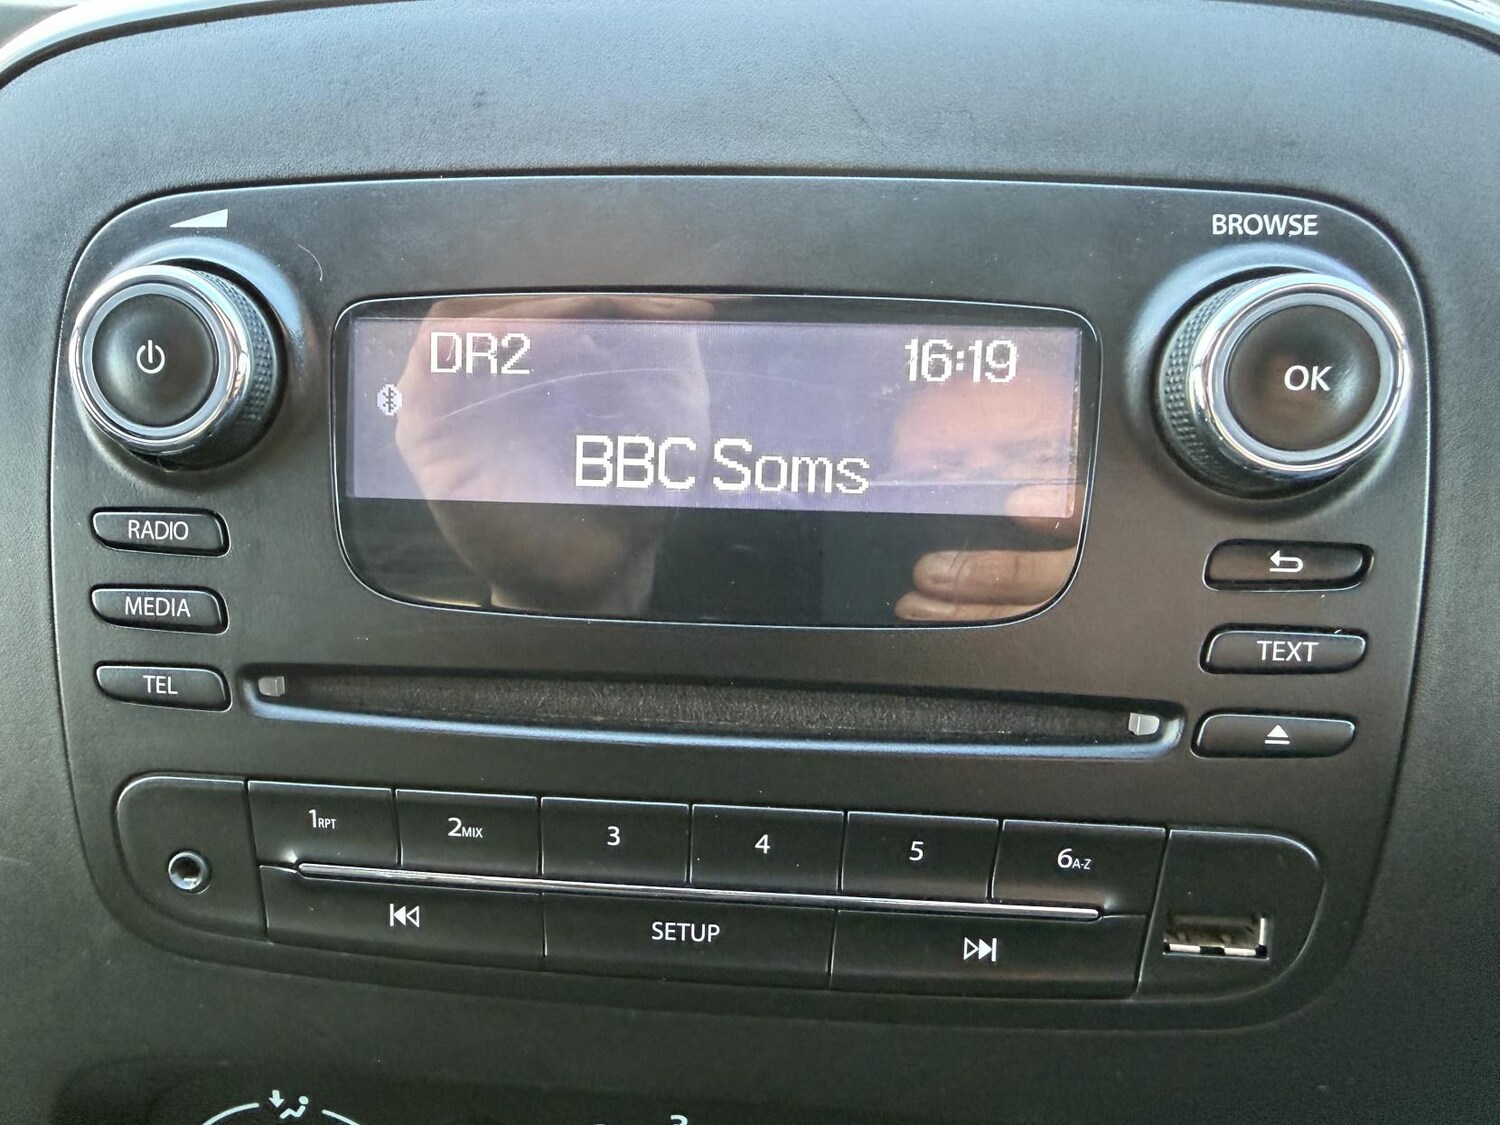 BROWSE
DR2 16:19
OK
BBC Soms
RADIO
MEDIA
TEXT
TEL
1RPT 2MIX 3 4 5 6A-Z
SETUP